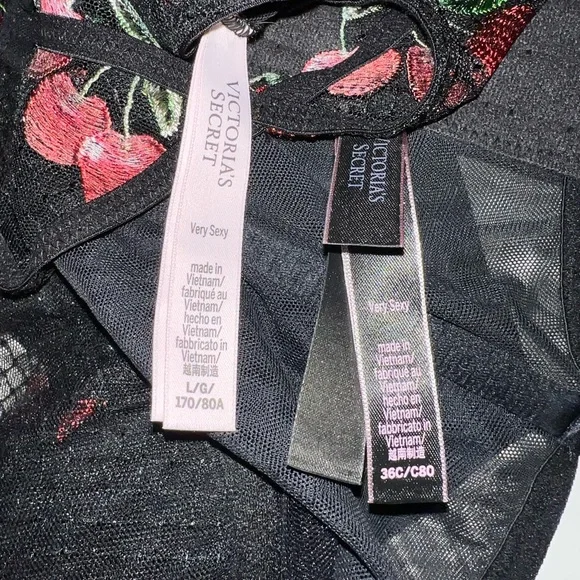 VICTORIA'S
SECRET
Very Sexy
made in
Vietnam/
fabriqué au
Vietnam/
hecho en
Vietnam/
fabbricato in
Vietnam/
越南制造
L/G/
170/80A
VICTORIA'S
SECRET
Very Sexy
made in
Vietnam/
fabriqué au
Vietnam/
hecho en
Vietnam/
fabbricato in
Vietnam/
越南制造
36C/C80